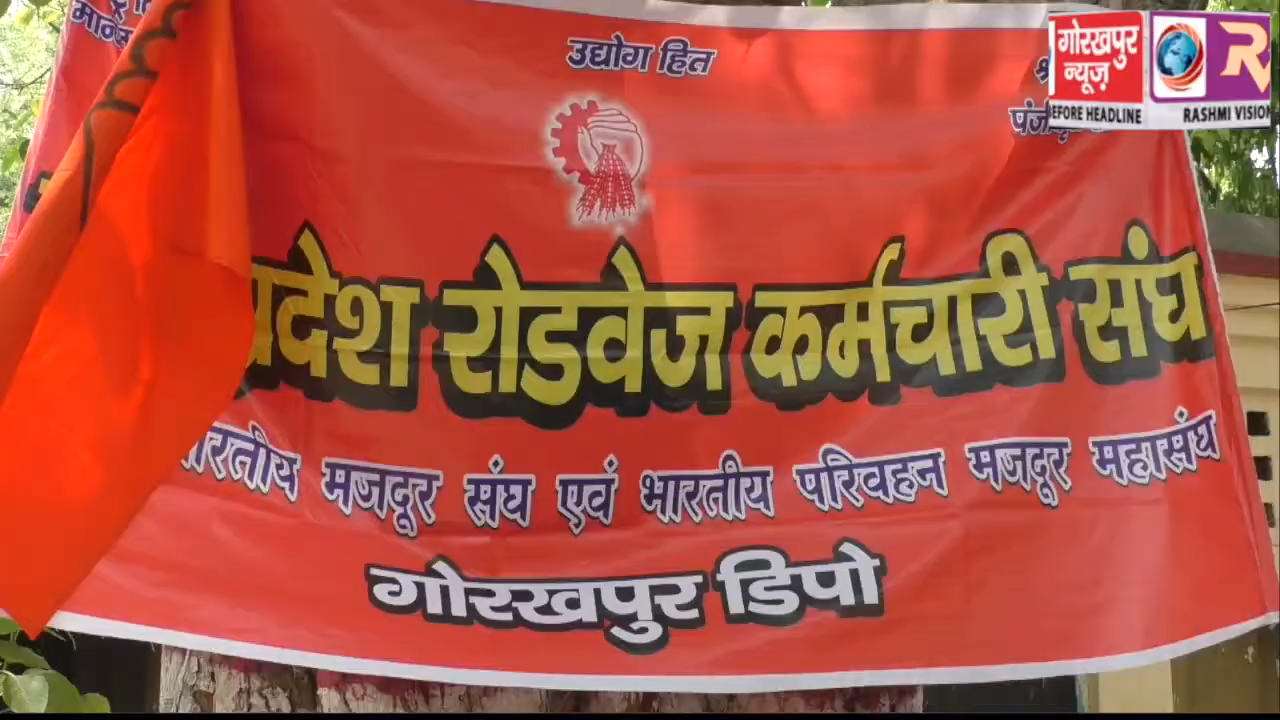 उद्योग हित
गोरखपुर
न्यूज़
BEFORE HEADLINE
RASHMI VISION
प्रदेश रोडवेज कर्मचारी संघ
भारतीय मजदूर संघ एवं भारतीय परिवहन मजदूर महासंघ
गोरखपुर डिपो